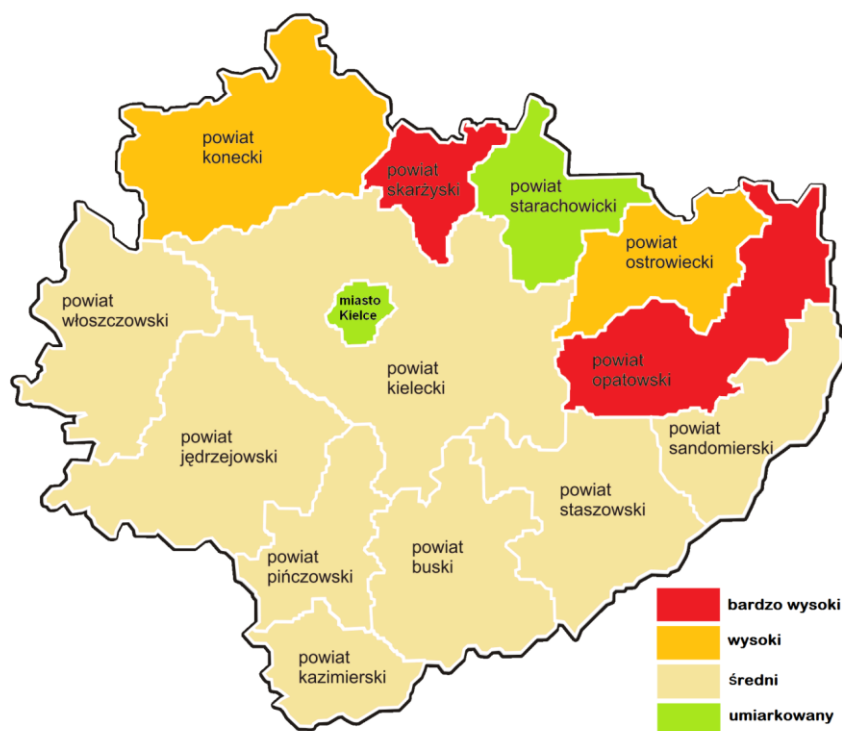 powiat
konecki
powiat
skarżyski
powiat
starachowicki
powiat
ostrowiecki
powiat
włoszczowski
miasto
Kielce
powiat
kielecki
powiat
opatowski
powiat
sandomierski
powiat
jędrzejowski
powiat
staszowski
powiat
pińczowski
powiat
buski
powiat
kazimierski
bardzo wysoki
wysoki
średni
umiarkowany